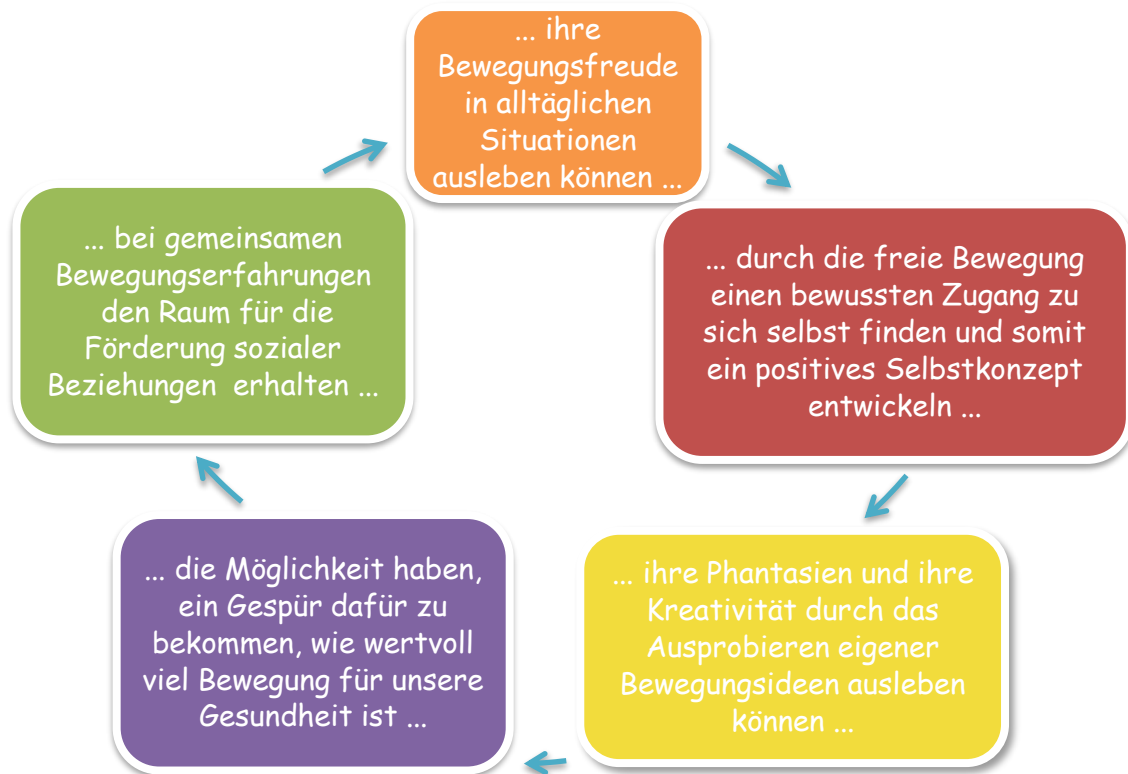 ... ihre
Bewegungsfreude
in alltäglichen
Situationen
ausleben können ...
... durch die freie Bewegung
einen bewussten Zugang zu
sich selbst finden und somit
ein positives Selbstkonzept
entwickeln ...
... ihre Phantasien und ihre
Kreativität durch das
Ausprobieren eigener
Bewegungsideen ausleben
können ...
... die Möglichkeit haben,
ein Gespür dafür zu
bekommen, wie wertvoll
viel Bewegung für unsere
Gesundheit ist ...
... bei gemeinsamen
Bewegungserfahrungen
den Raum für die
Förderung sozialer
Beziehungen erhalten ...